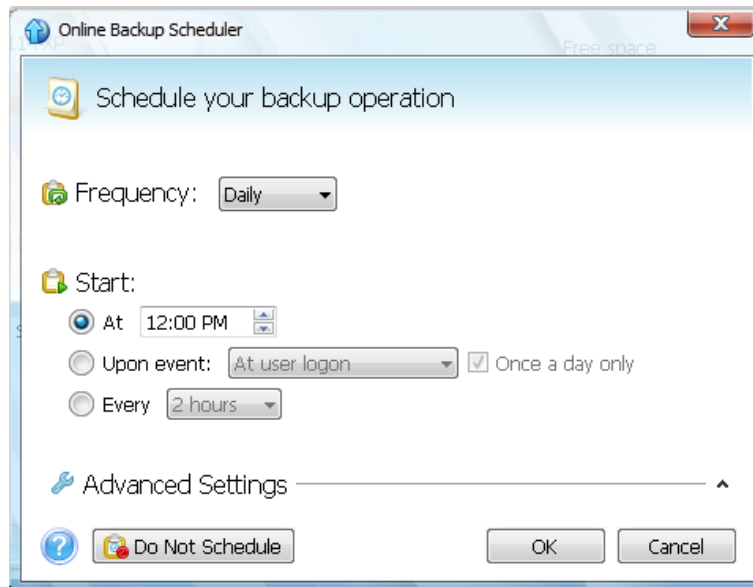 Online Backup Scheduler
Free space
Schedule your backup operation
Frequency: Daily
Start:
At 12:00 PM
Upon event: At user logon Once a day only
Every 2 hours
Advanced Settings
Do Not Schedule OK Cancel